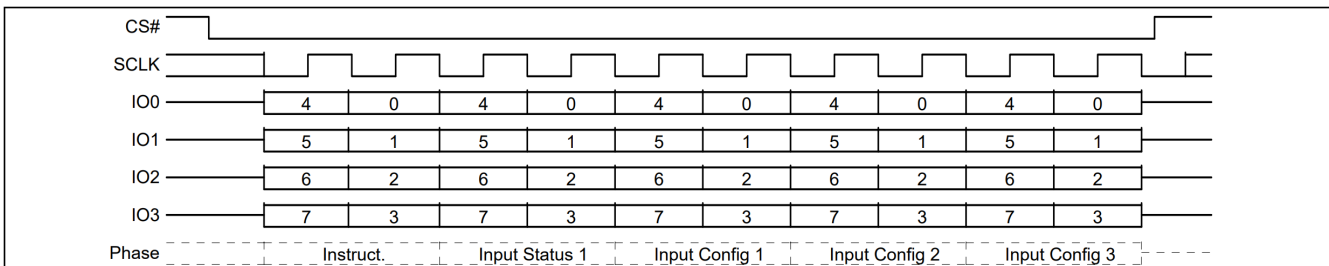 CS#
SCLK
IO0 4 0 4 0 4 0 4 0 4 0
IO1 5 1 5 1 5 1 5 1 5 1
IO2 6 2 6 2 6 2 6 2 6 2
IO3 7 3 7 3 7 3 7 3 7 3
Phase Instruct. Input Status 1 Input Config 1 Input Config 2 Input Config 3